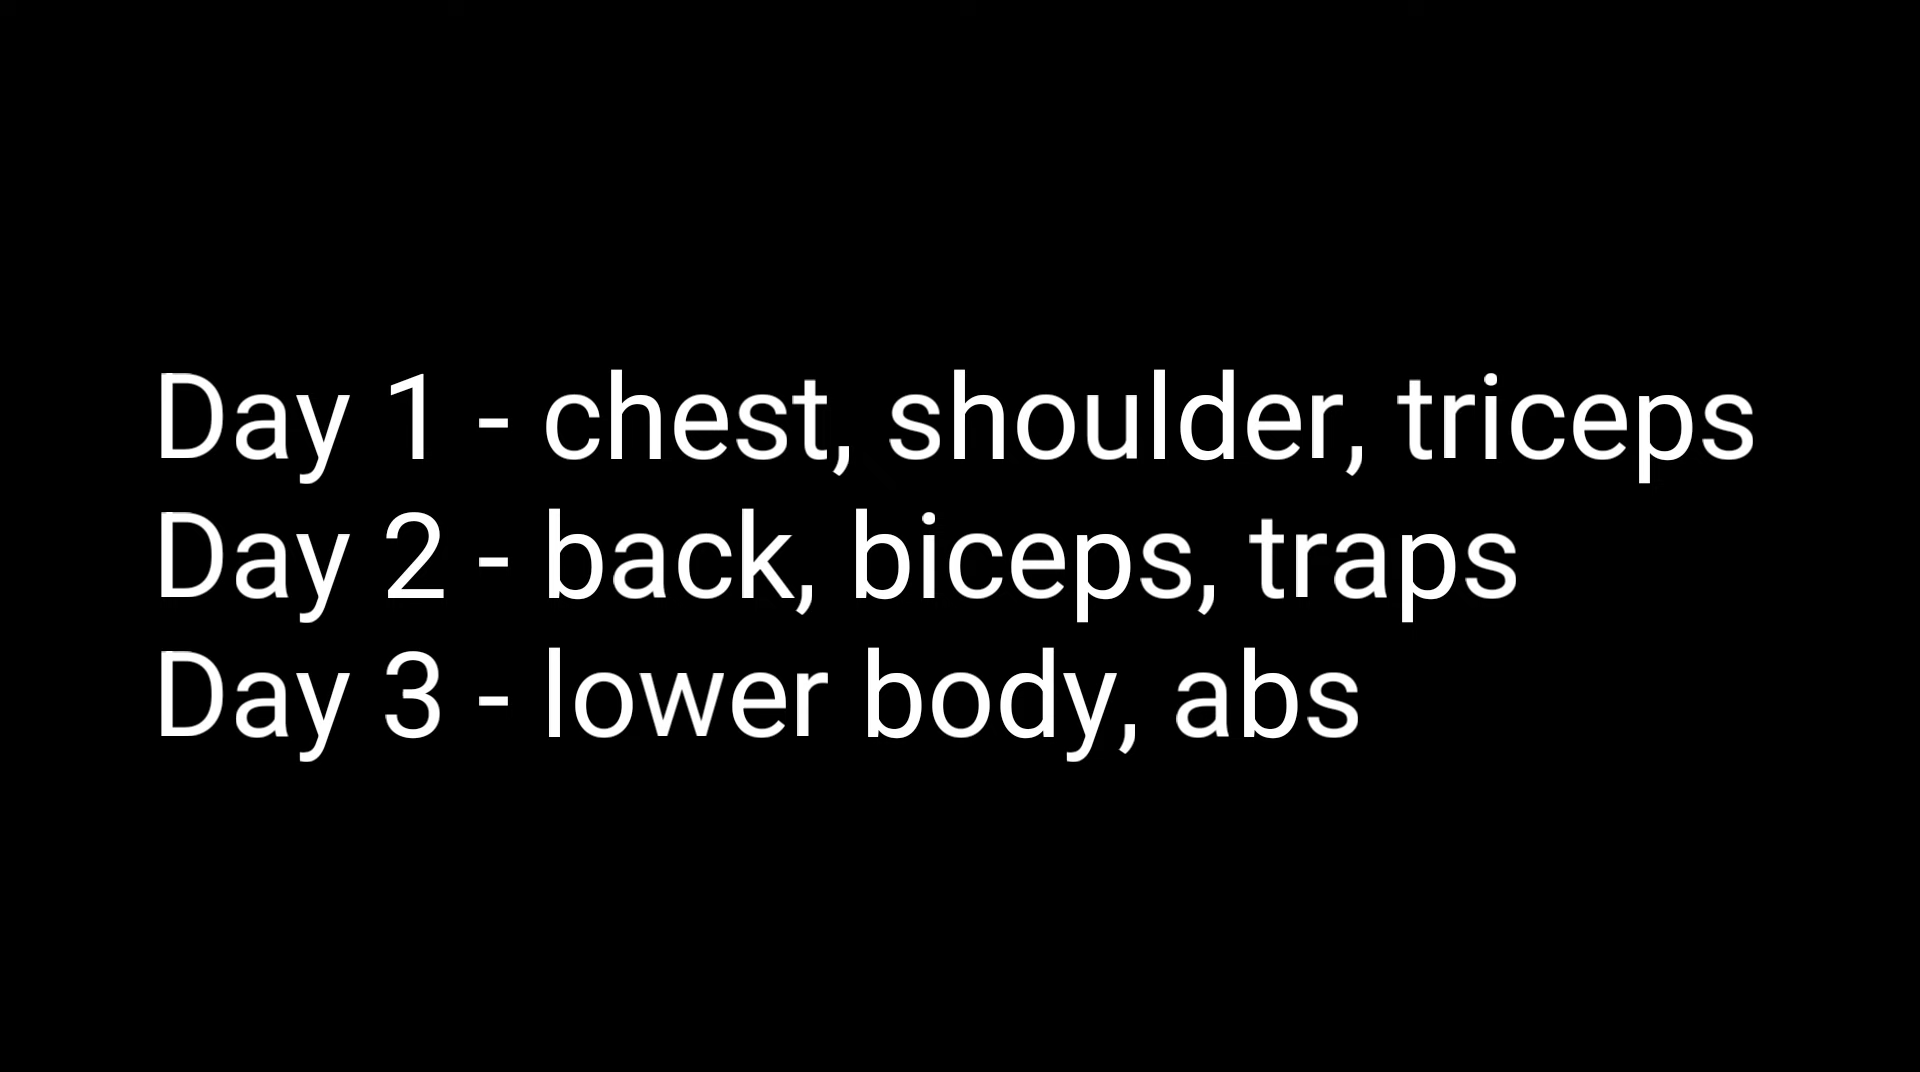 Day 1 - chest, shoulder, triceps
Day 2 - back, biceps, traps
Day 3 - lower body, abs